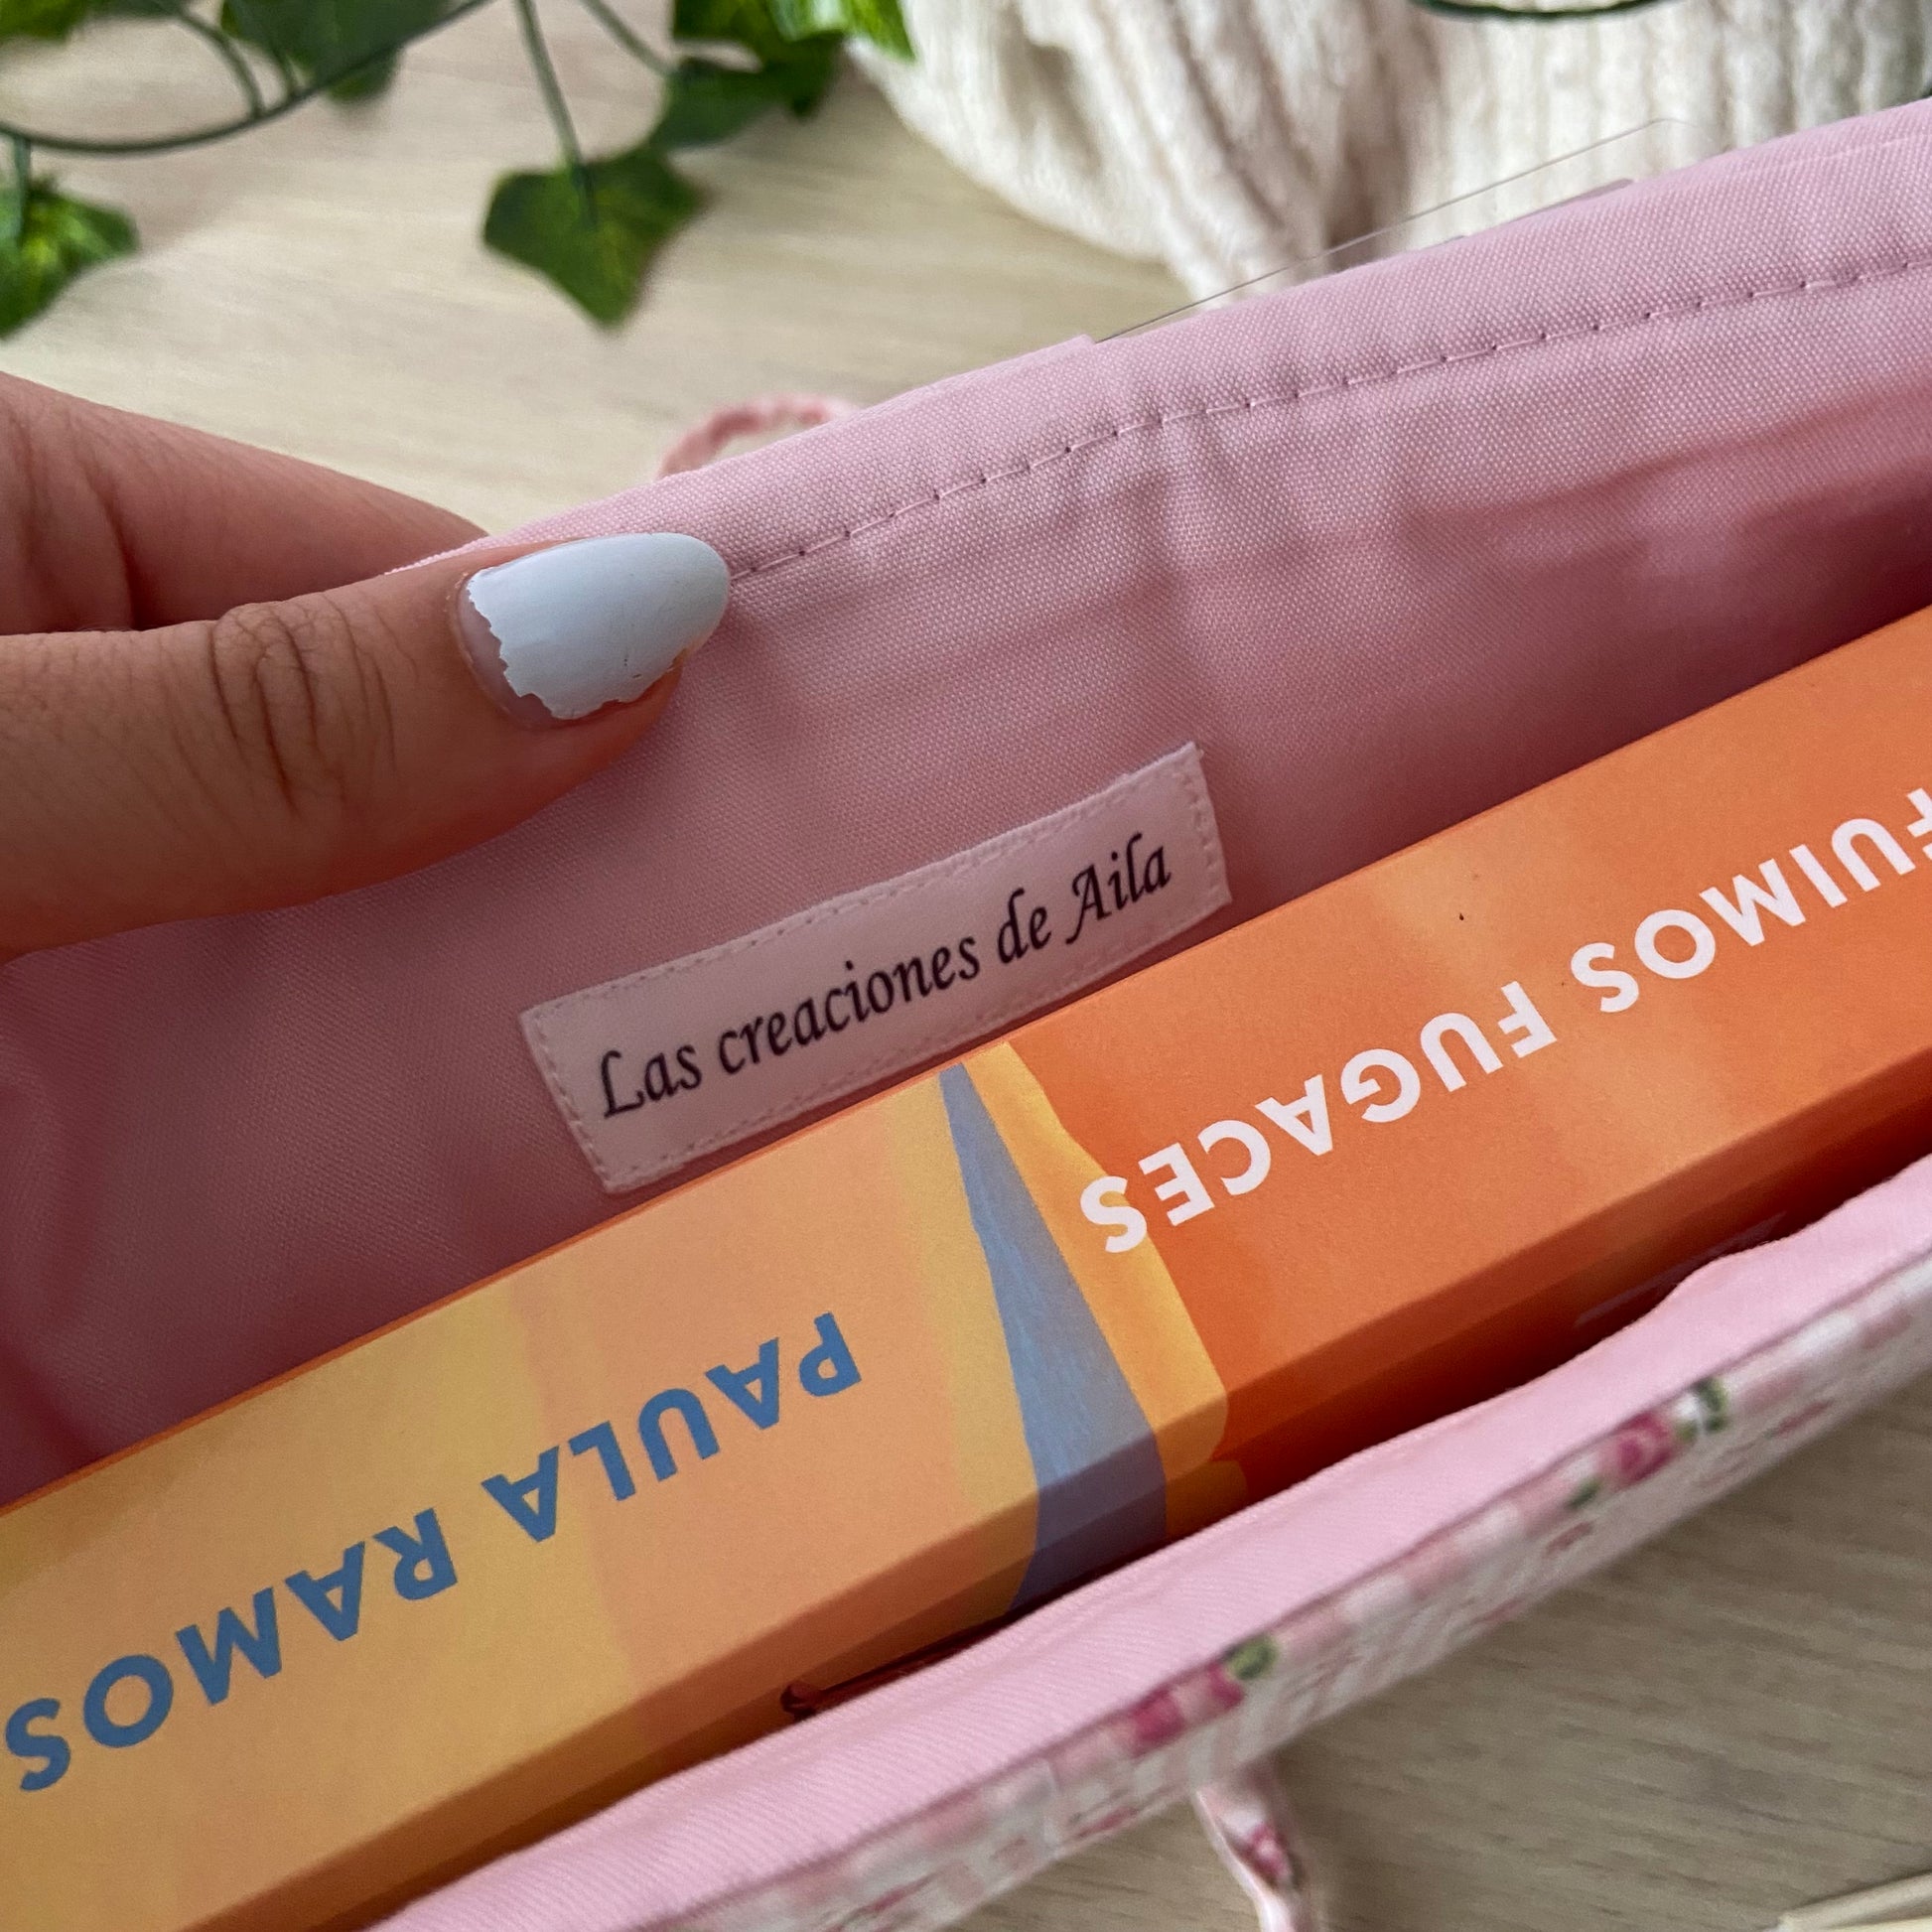 Las creaciones de Aila
FUIMOS FUGACES
PAULA RAMOS